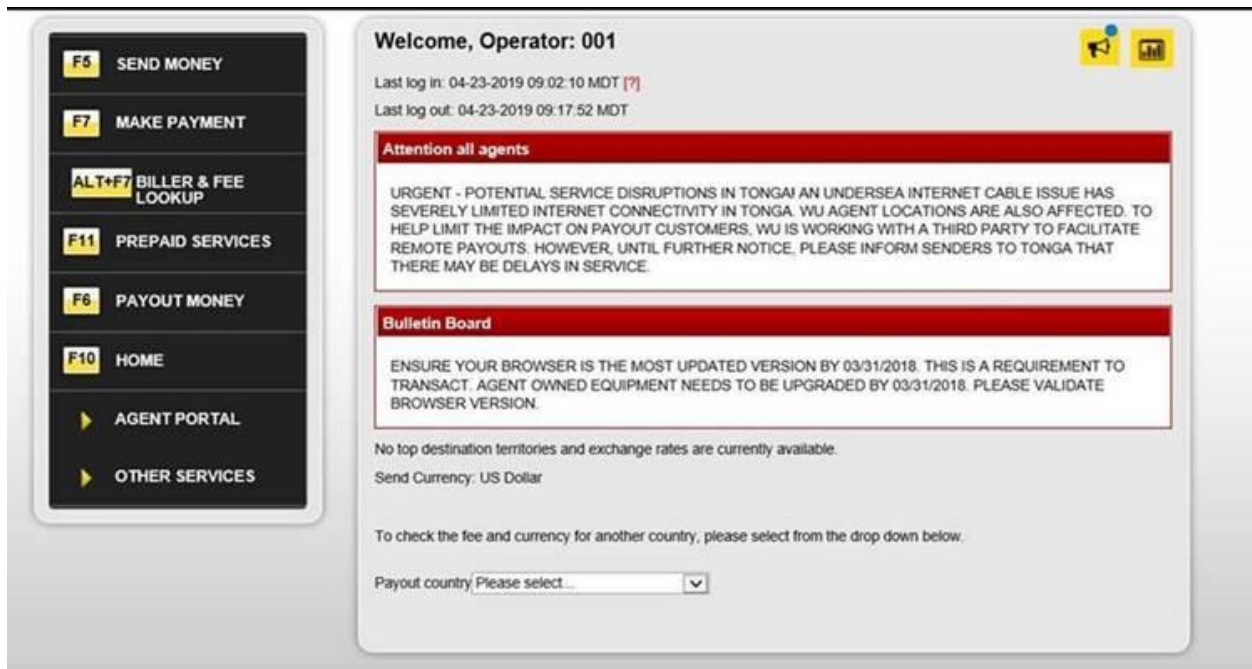 F5 SEND MONEY
F7 MAKE PAYMENT
ALT+F7 BILLER & FEE
LOOKUP
F11 PREPAID SERVICES
F6 PAYOUT MONEY
F10 HOME
AGENT PORTAL
OTHER SERVICES
Welcome, Operator: 001
Last log in: 04-23-2019 09:02:10 MDT [?]
Last log out: 04-23-2019 09:17:52 MDT
Attention all agents
URGENT - POTENTIAL SERVICE DISRUPTIONS IN TONGA! AN UNDERSEA INTERNET CABLE ISSUE HAS
SEVERELY LIMITED INTERNET CONNECTIVITY IN TONGA. WU AGENT LOCATIONS ARE ALSO AFFECTED. TO
HELP LIMIT THE IMPACT ON PAYOUT CUSTOMERS, WU IS WORKING WITH A THIRD PARTY TO FACILITATE
REMOTE PAYOUTS. HOWEVER, UNTIL FURTHER NOTICE, PLEASE INFORM SENDERS TO TONGA THAT
THERE MAY BE DELAYS IN SERVICE.
Bulletin Board
ENSURE YOUR BROWSER IS THE MOST UPDATED VERSION BY 03/31/2018. THIS IS A REQUIREMENT TO
TRANSACT. AGENT OWNED EQUIPMENT NEEDS TO BE UPGRADED BY 03/31/2018. PLEASE VALIDATE
BROWSER VERSION.
No top destination territories and exchange rates are currently available.
Send Currency: US Dollar
To check the fee and currency for another country, please select from the drop down below.
Payout country Please select...